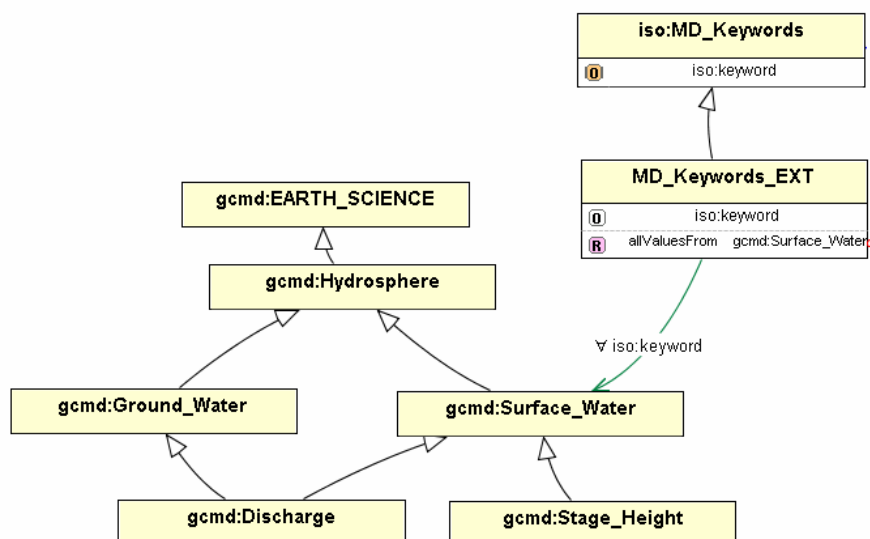 iso:MD_Keywords
O iso:keyword
MD_Keywords_EXT
O iso:keyword
R allValuesFrom gcmd:Surface_Water
gcmd:EARTH_SCIENCE
gcmd:Hydrosphere
∀ iso:keyword
gcmd:Ground_Water
gcmd:Surface_Water
gcmd:Discharge
gcmd:Stage_Height